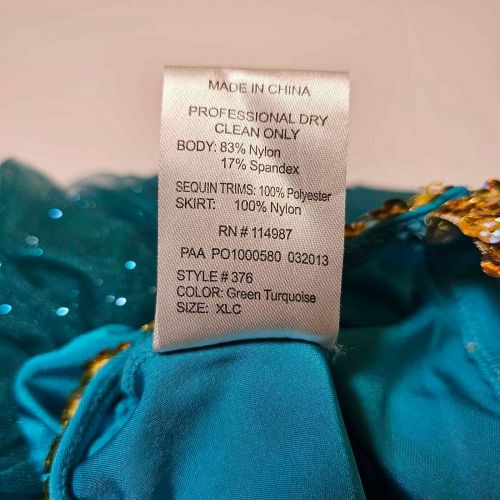 MADE IN CHINA
PROFESSIONAL DRY
CLEAN ONLY
BODY: 83% Nylon
17% Spandex
SEQUIN TRIMS: 100% Polyester
SKIRT: 100% Nylon
RN # 114987
PAA PO1000580 032013
STYLE # 376
COLOR: Green Turquoise
SIZE: XLC